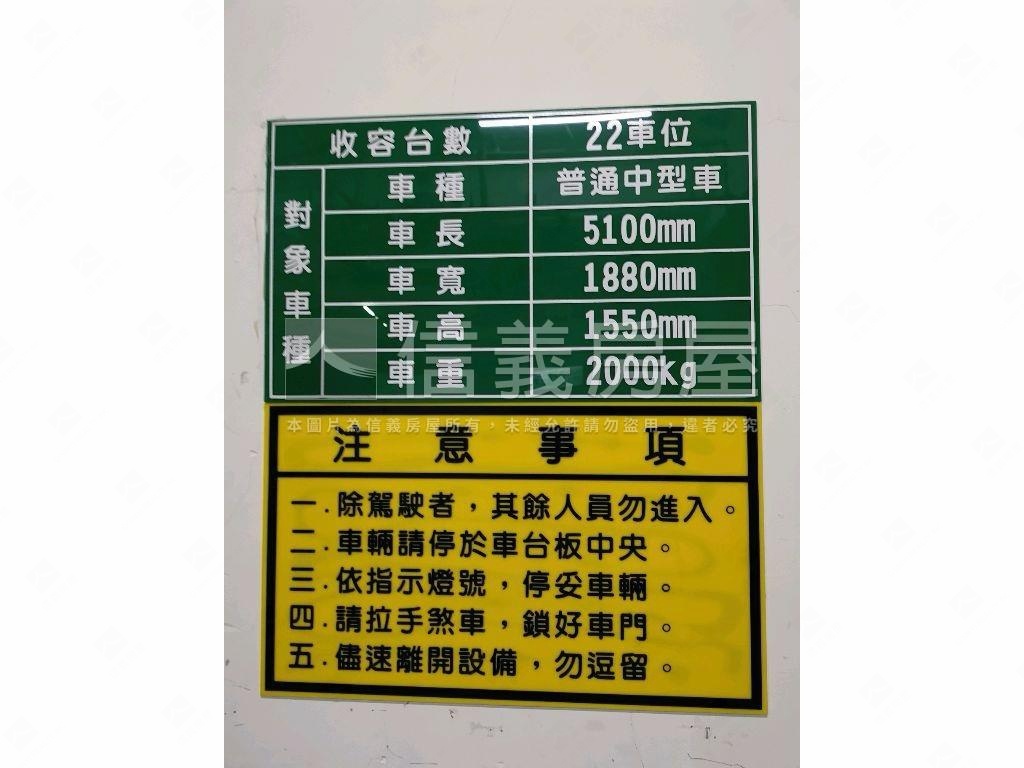 收容台數 22車位
對象車種
車種 普通中型車
車長 5100mm
車寬 1880mm
車高 1550mm
車重 2000kg
信義房屋
本圖片為信義房屋所有，未經允許請勿盜用，違者必究
注意事項
一.除駕駛者，其餘人員勿進入。
二.車輛請停於車台板中央。
三.依指示燈號，停妥車輛。
四.請拉手煞車，鎖好車門。
五.儘速離開設備，勿逗留。